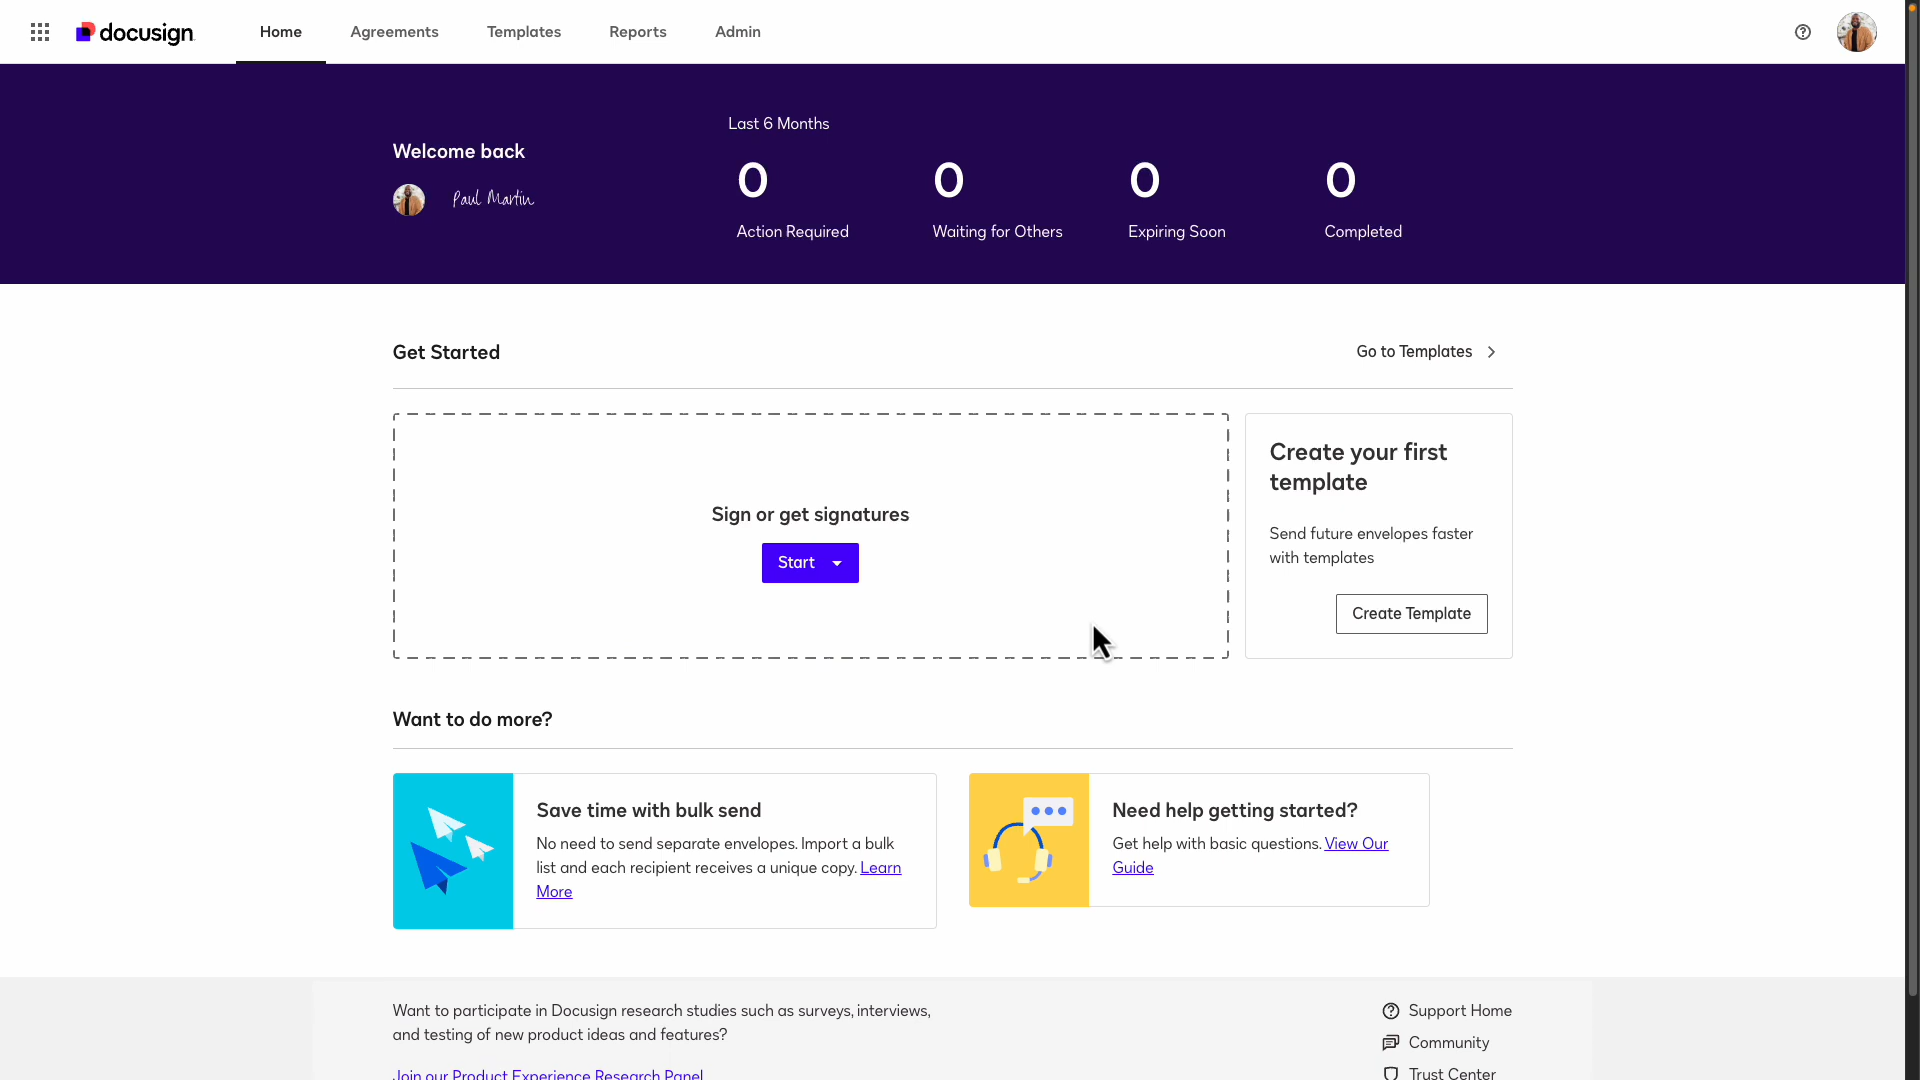 docusign
Home
Agreements
Templates
Reports
Admin
Last 6 Months
Welcome back
Paul Martin
0
0
0
0
Action Required
Waiting for Others
Expiring Soon
Completed
Get Started
Go to Templates
Sign or get signatures
Start
Create your first
template
Send future envelopes faster
with templates
Create Template
Want to do more?
Save time with bulk send
No need to send separate envelopes. Import a bulk
list and each recipient receives a unique copy. Learn
More
Need help getting started?
Get help with basic questions. View Our
Guide
Want to participate in Docusign research studies such as surveys, interviews,
and testing of new product ideas and features?
Join our Product Experience Research Panel
Support Home
Community
Trust Center